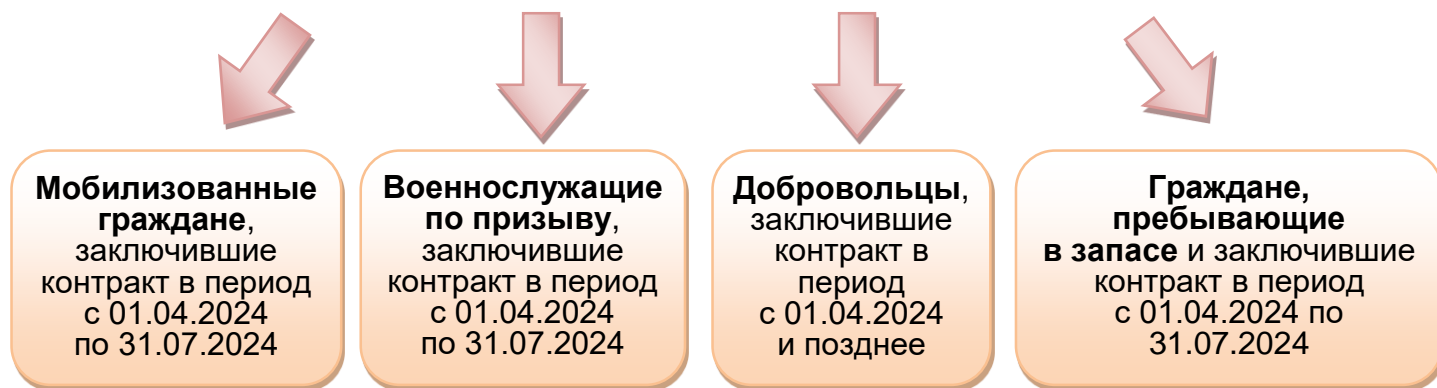 Мобилизованные
граждане,
заключившие
контракт в период
с 01.04.2024
по 31.07.2024
Военнослужащие
по призыву,
заключившие
контракт в период
с 01.04.2024
по 31.07.2024
Добровольцы,
заключившие
контракт в
период
с 01.04.2024
и позднее
Граждане,
пребывающие
в запасе и заключившие
контракт в период
с 01.04.2024 по
31.07.2024